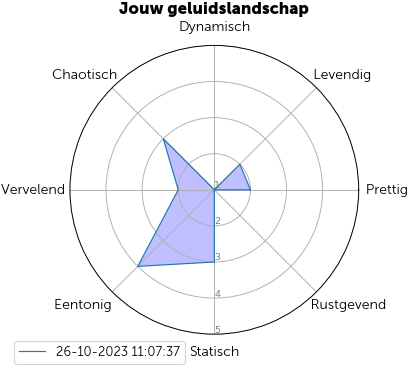 Jouw geluidslandschap
Dynamisch
Chaotisch
Levendig
Vervelend
1
Prettig
2
3
Eentonig
4
Rustgevend
5
26-10-2023 11:07:37
Statisch